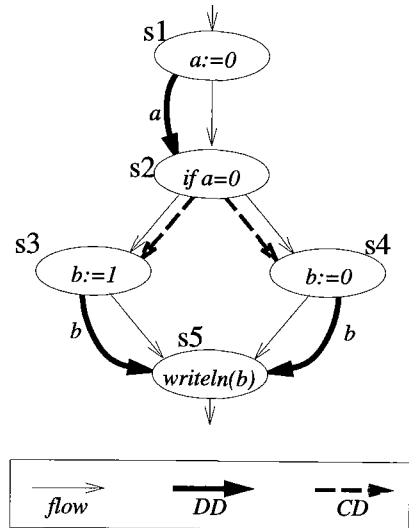 s1
a:=0
a
s2
if a=0
s3
s4
b:=1
b:=0
b
b
s5
writeln(b)
flow
DD
CD